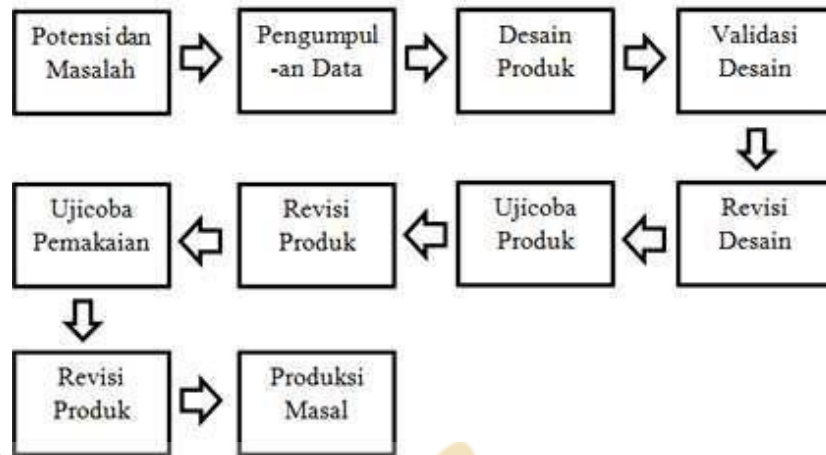 Potensi dan
Masalah
Pengumpul
-an Data
Desain
Produk
Validasi
Desain
Revisi
Desain
Ujicoba
Produk
Revisi
Produk
Ujicoba
Pemakaian
Revisi
Produk
Produksi
Masal